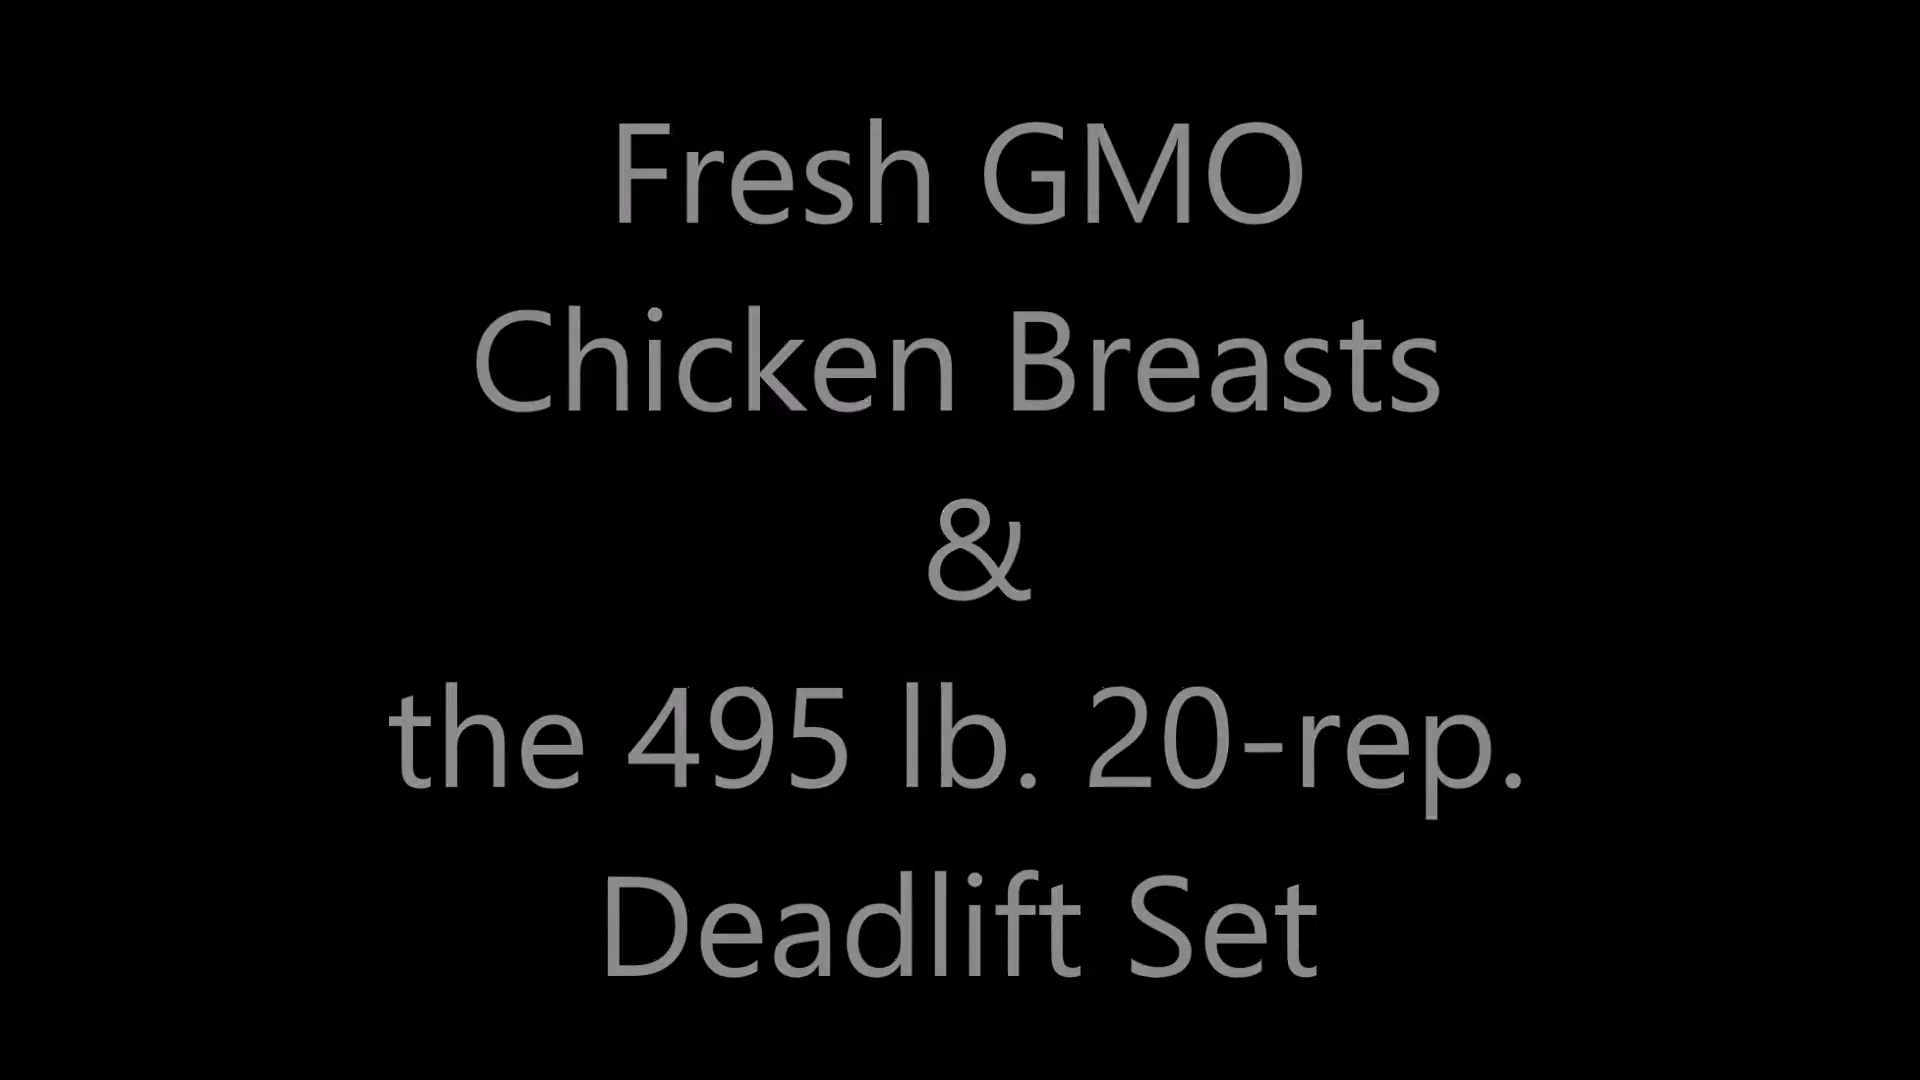 Fresh GMO
Chicken Breasts
&
the 495 lb. 20-rep.
Deadlift Set